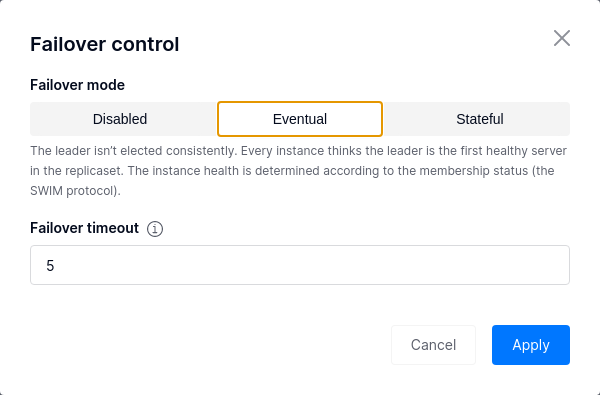 Failover control
Failover mode
Disabled
Eventual
Stateful
The leader isn’t elected consistently. Every instance thinks the leader is the first healthy server
in the replicaset. The instance health is determined according to the membership status (the
SWIM protocol).
Failover timeout
5
Cancel
Apply